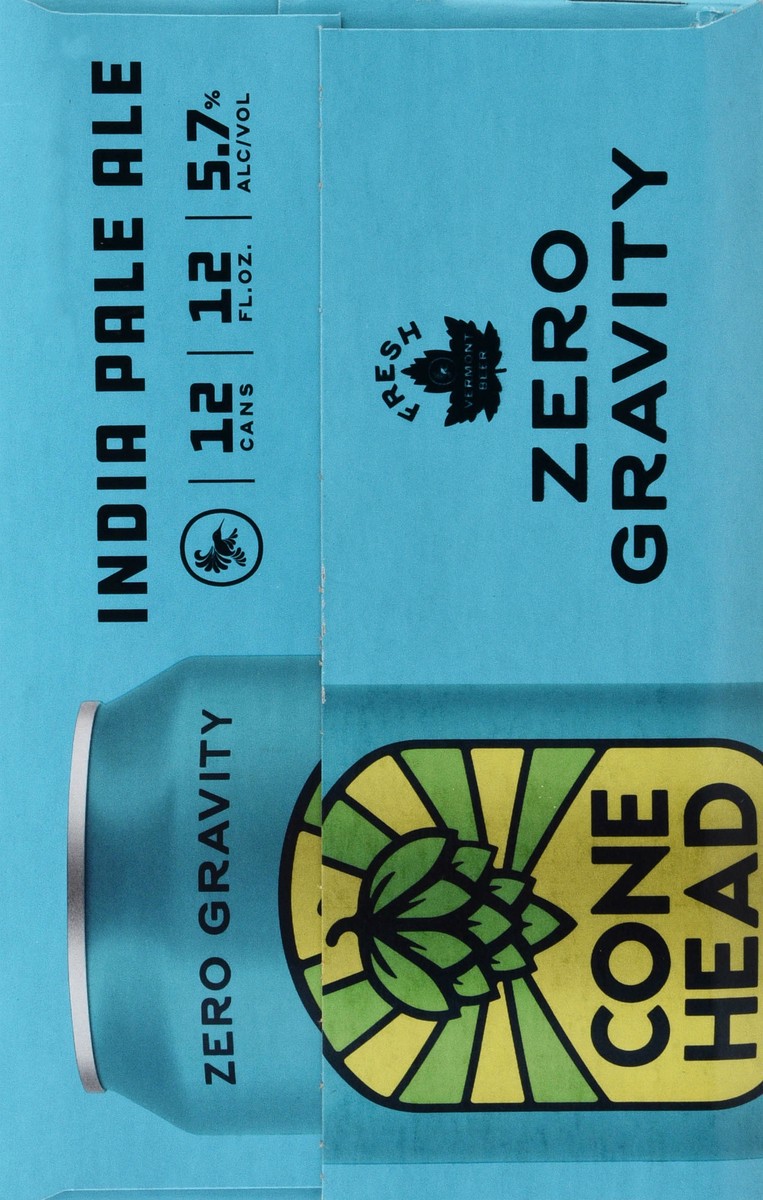 INDIA PALE ALE
12 | 12 | 5.7%
CANS FL.OZ. ALC/VOL
FRESH
VERMONT
BEER
ZERO
GRAVITY
ZERO GRAVITY
CONE
HEAD